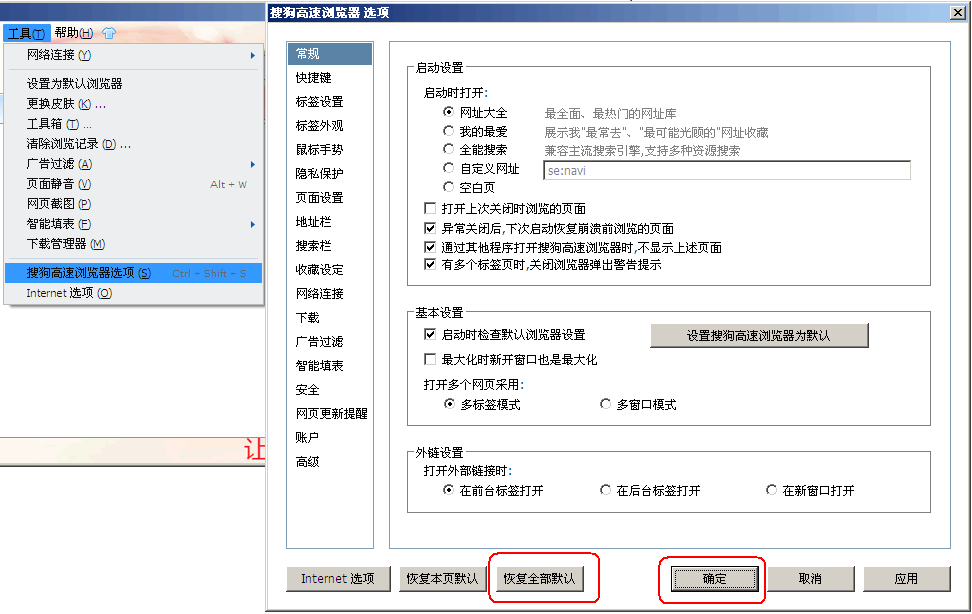 搜狗高速浏览器 选项
工具(T) 帮助(H)
网络连接 (Y)
设置为默认浏览器
更换皮肤 (K) ...
工具箱 (T) ...
清除浏览记录 (D) ...
广告过滤 (A)
页面静音 (V) Alt + W
网页截图 (P)
智能填表 (F)
下载管理器 (M)
搜狗高速浏览器选项 (S) Ctrl + Shift + S
Internet 选项 (O)
让
常规
快捷键
标签设置
标签外观
鼠标手势
隐私保护
页面设置
地址栏
搜索栏
收藏设定
网络连接
下载
广告过滤
智能填表
安全
网页更新提醒
账户
高级
启动设置
启动时打开:
网址大全 最全面、最热门的网址库
我的最爱 展示我"最常去"、"最可能光顾的"网址收藏
全能搜索 兼容主流搜索引擎,支持多种资源搜索
自定义网址 se:navi
空白页
打开上次关闭时浏览的页面
异常关闭后,下次启动恢复崩溃前浏览的页面
通过其他程序打开搜狗高速浏览器时,不显示上述页面
有多个标签页时,关闭浏览器弹出警告提示
基本设置
启动时检查默认浏览器设置 设置搜狗高速浏览器为默认
最大化时新开窗口也是最大化
打开多个网页采用:
多标签模式 多窗口模式
外链设置
打开外部链接时:
在前台标签打开 在后台标签打开 在新窗口打开
Internet 选项 恢复本页默认 恢复全部默认 确定 取消 应用